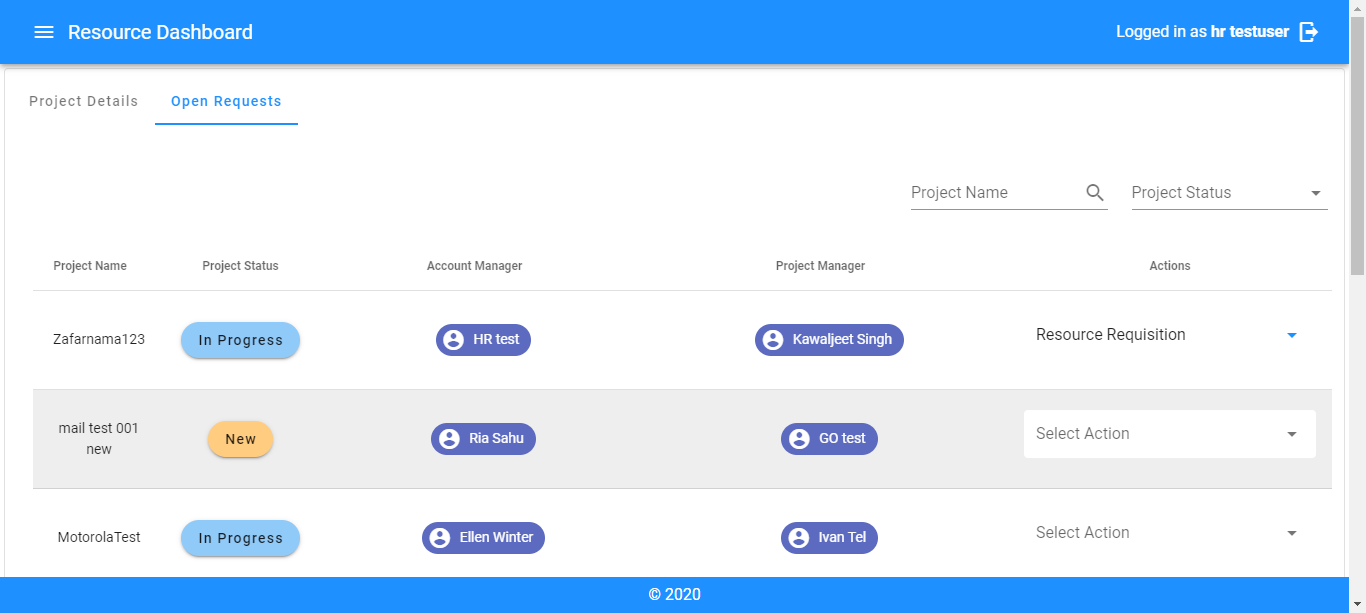 Resource Dashboard
Logged in as hr testuser
Project Details
Open Requests
Project Name
Project Status
Project Name
Project Status
Account Manager
Project Manager
Actions
Zafarnama123
In Progress
HR test
Kawaljeet Singh
Resource Requisition
mail test 001
new
New
Ria Sahu
GO test
Select Action
MotorolaTest
In Progress
Ellen Winter
Ivan Tel
Select Action
© 2020